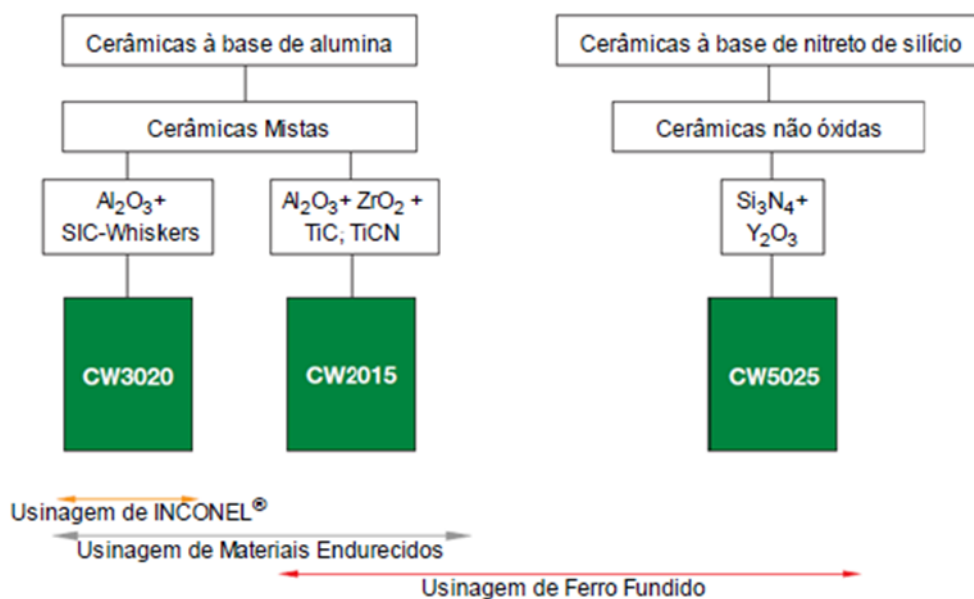 Cerâmicas à base de alumina
Cerâmicas à base de nitreto de silício
Cerâmicas Mistas
Cerâmicas não óxidas
Al₂O₃+
SIC-Whiskers
Al₂O₃+ ZrO₂ +
TiC; TiCN
Si₃N₄+
Y₂O₃
CW3020
CW2015
CW5025
Usinagem de INCONEL®
Usinagem de Materiais Endurecidos
Usinagem de Ferro Fundido